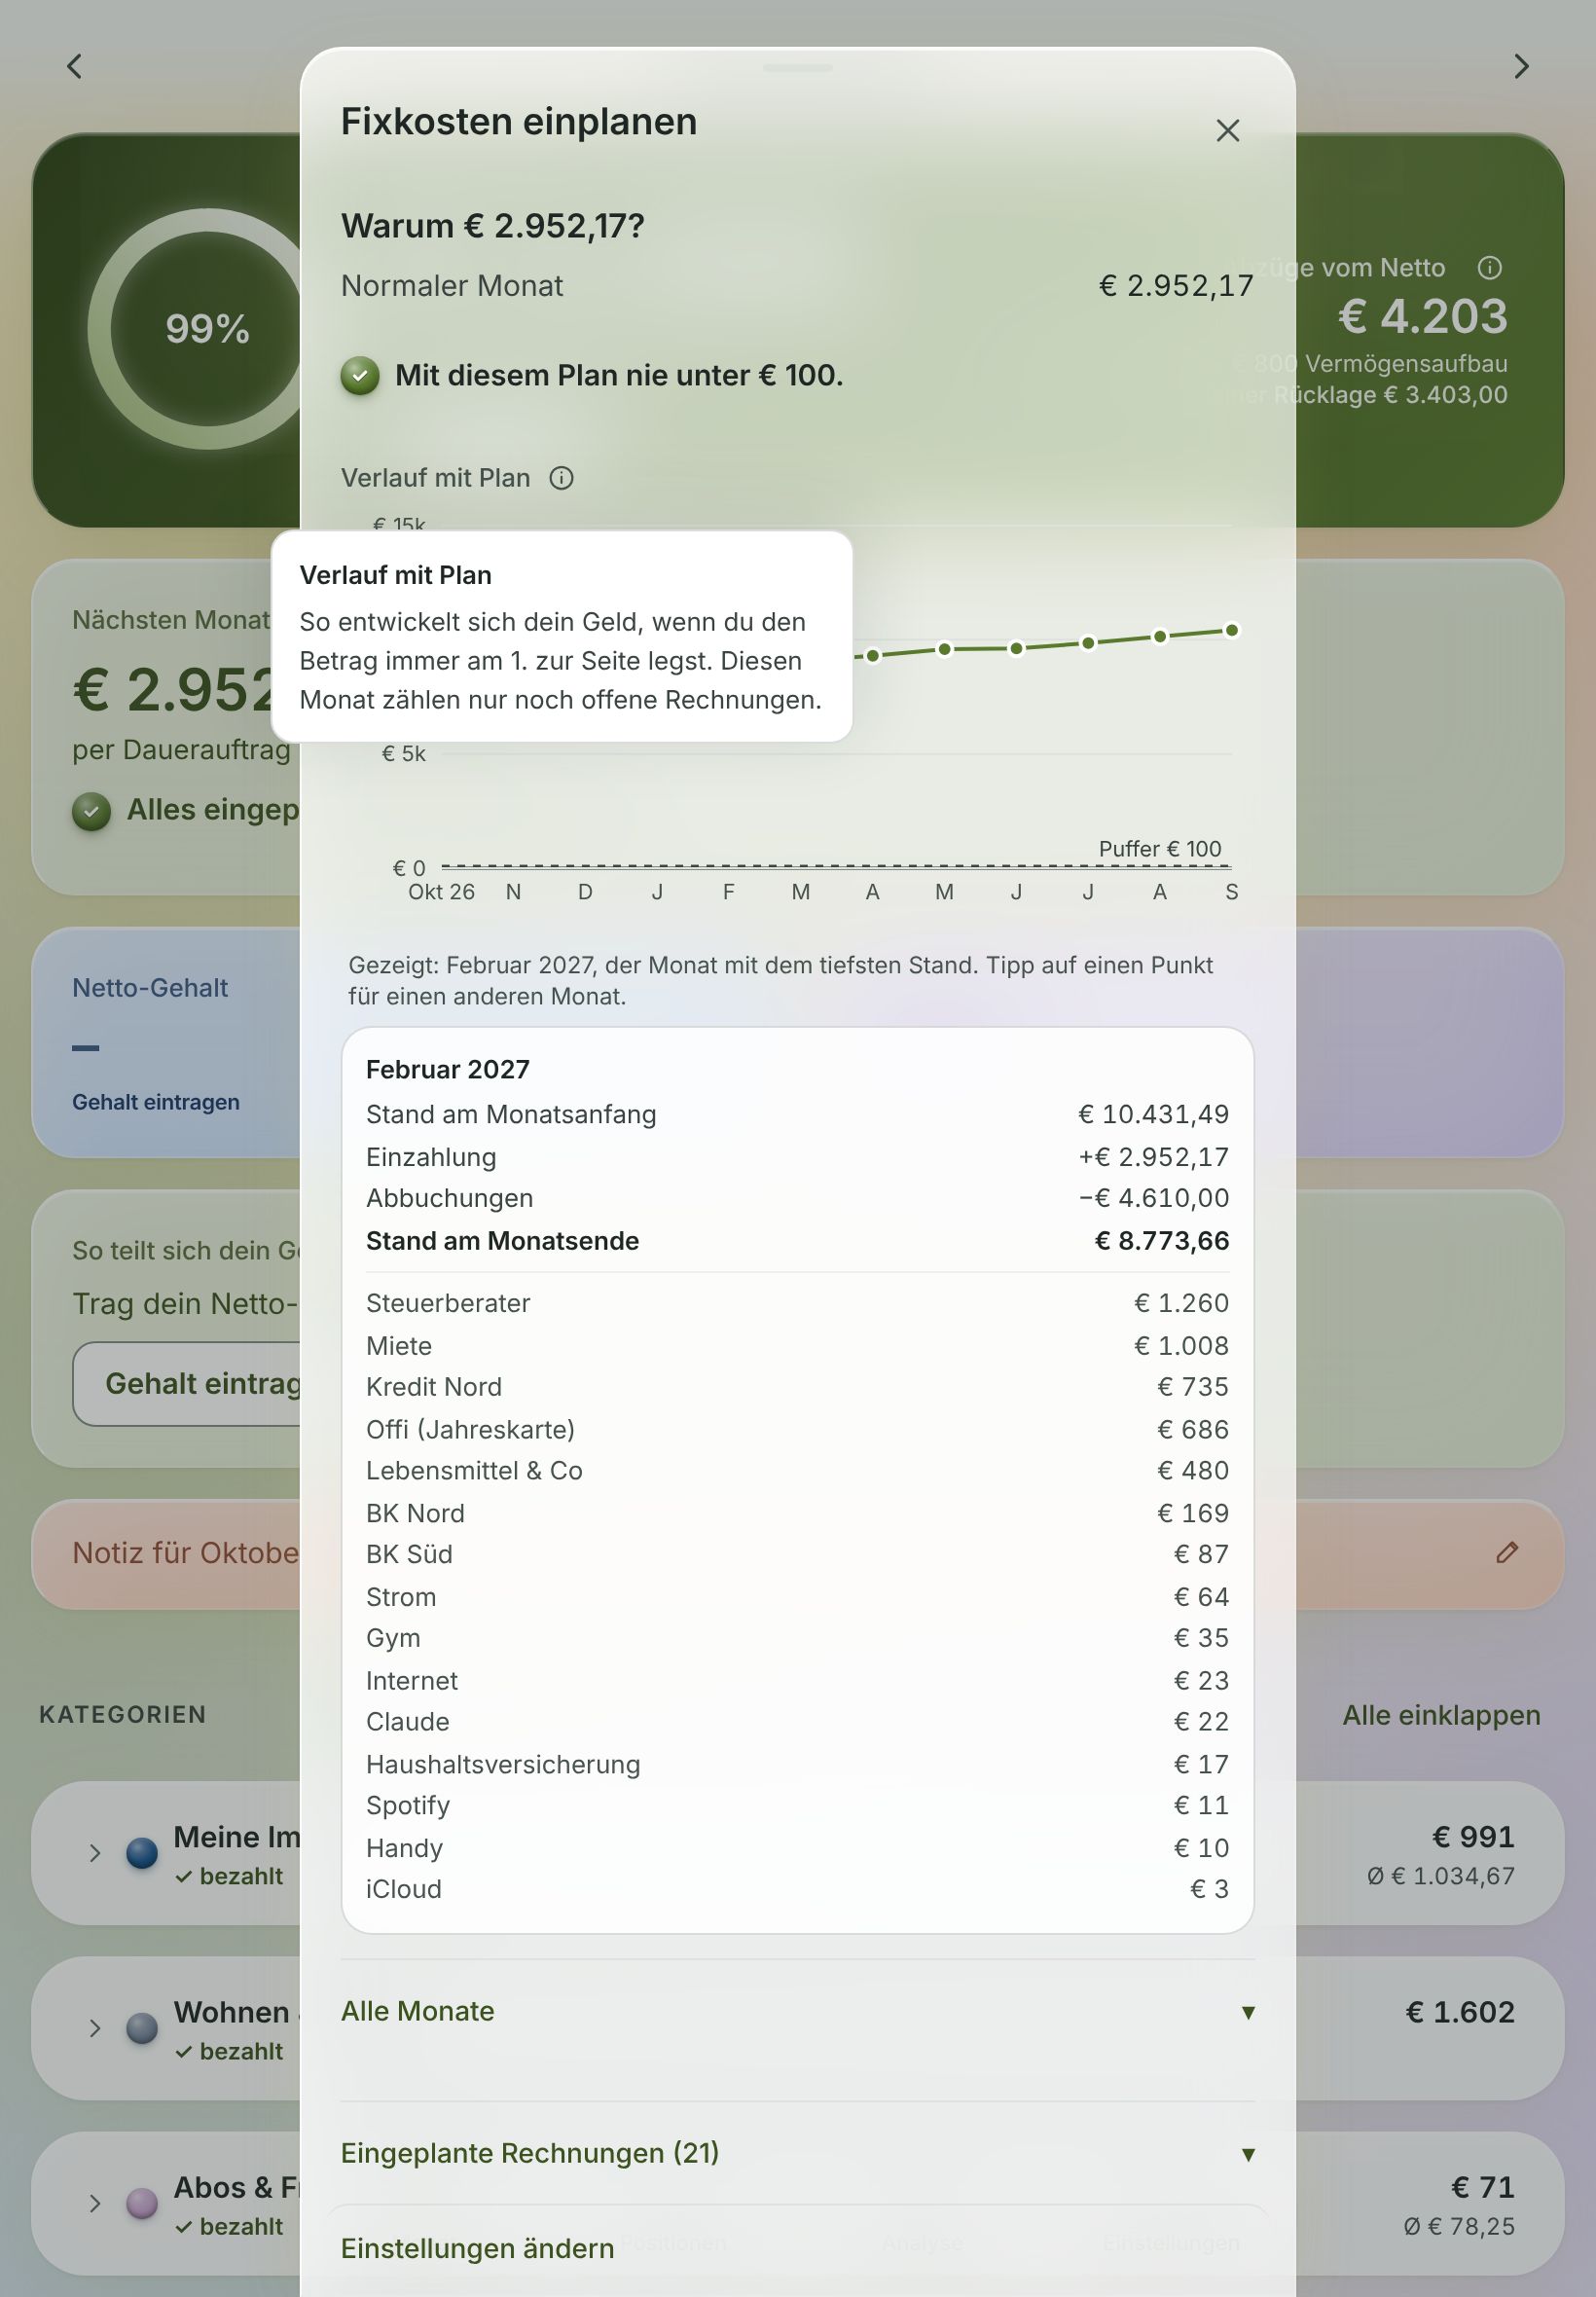 Fixkosten einplanen
Warum € 2.952,17?
Normaler Monat € 2.952,17
Mit diesem Plan nie unter € 100.
Verlauf mit Plan
€ 15k
Verlauf mit Plan
So entwickelt sich dein Geld, wenn du den
Betrag immer am 1. zur Seite legst. Diesen
Monat zählen nur noch offene Rechnungen.
€ 5k
Puffer € 100
€ 0
Okt 26 N D J F M A M J J A S
Gezeigt: Februar 2027, der Monat mit dem tiefsten Stand. Tipp auf einen Punkt
für einen anderen Monat.
Februar 2027
Stand am Monatsanfang € 10.431,49
Einzahlung +€ 2.952,17
Abbuchungen −€ 4.610,00
Stand am Monatsende € 8.773,66
Steuerberater € 1.260
Miete € 1.008
Kredit Nord € 735
Offi (Jahreskarte) € 686
Lebensmittel & Co € 480
BK Nord € 169
BK Süd € 87
Strom € 64
Gym € 35
Internet € 23
Claude € 22
Haushaltsversicherung € 17
Spotify € 11
Handy € 10
iCloud € 3
Alle Monate
Eingeplante Rechnungen (21)
Einstellungen ändern
Positionen Analyse Einstellungen
99%
vom Netto
€ 4.203
800 Vermögensaufbau
Rücklage € 3.403,00
Nächsten Monat
€ 2.952
per Dauerauftrag
Alles
Netto-Gehalt
–
Gehalt eintragen
So teilt sich dein
Trag dein Netto-
Gehalt
Notiz für
KATEGORIEN
Alle einklappen
Meine
€ 991
✓ bezahlt
Ø € 1.034,67
Wohnen
€ 1.602
✓ bezahlt
Abos &
€ 71
✓ bezahlt
Ø € 78,25